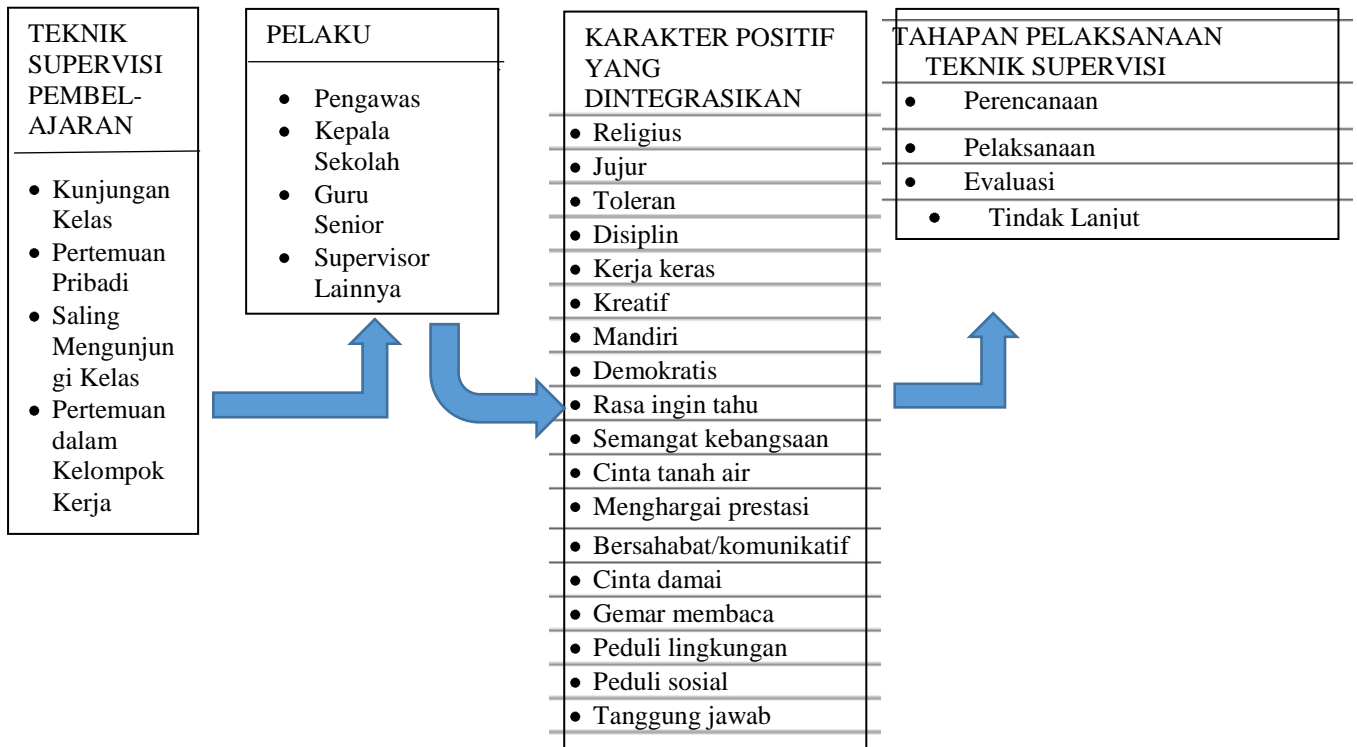 TEKNIK
SUPERVISI
PEMBEL-
AJARAN
• Kunjungan
Kelas
• Pertemuan
Pribadi
• Saling
Mengunjun
gi Kelas
• Pertemuan
dalam
Kelompok
Kerja
PELAKU
• Pengawas
• Kepala
Sekolah
• Guru
Senior
• Supervisor
Lainnya
KARAKTER POSITIF
YANG
DINTEGRASIKAN
• Religius
• Jujur
• Toleran
• Disiplin
• Kerja keras
• Kreatif
• Mandiri
• Demokratis
• Rasa ingin tahu
• Semangat kebangsaan
• Cinta tanah air
• Menghargai prestasi
• Bersahabat/komunikatif
• Cinta damai
• Gemar membaca
• Peduli lingkungan
• Peduli sosial
• Tanggung jawab
TAHAPAN PELAKSANAAN
TEKNIK SUPERVISI
• Perencanaan
• Pelaksanaan
• Evaluasi
• Tindak Lanjut